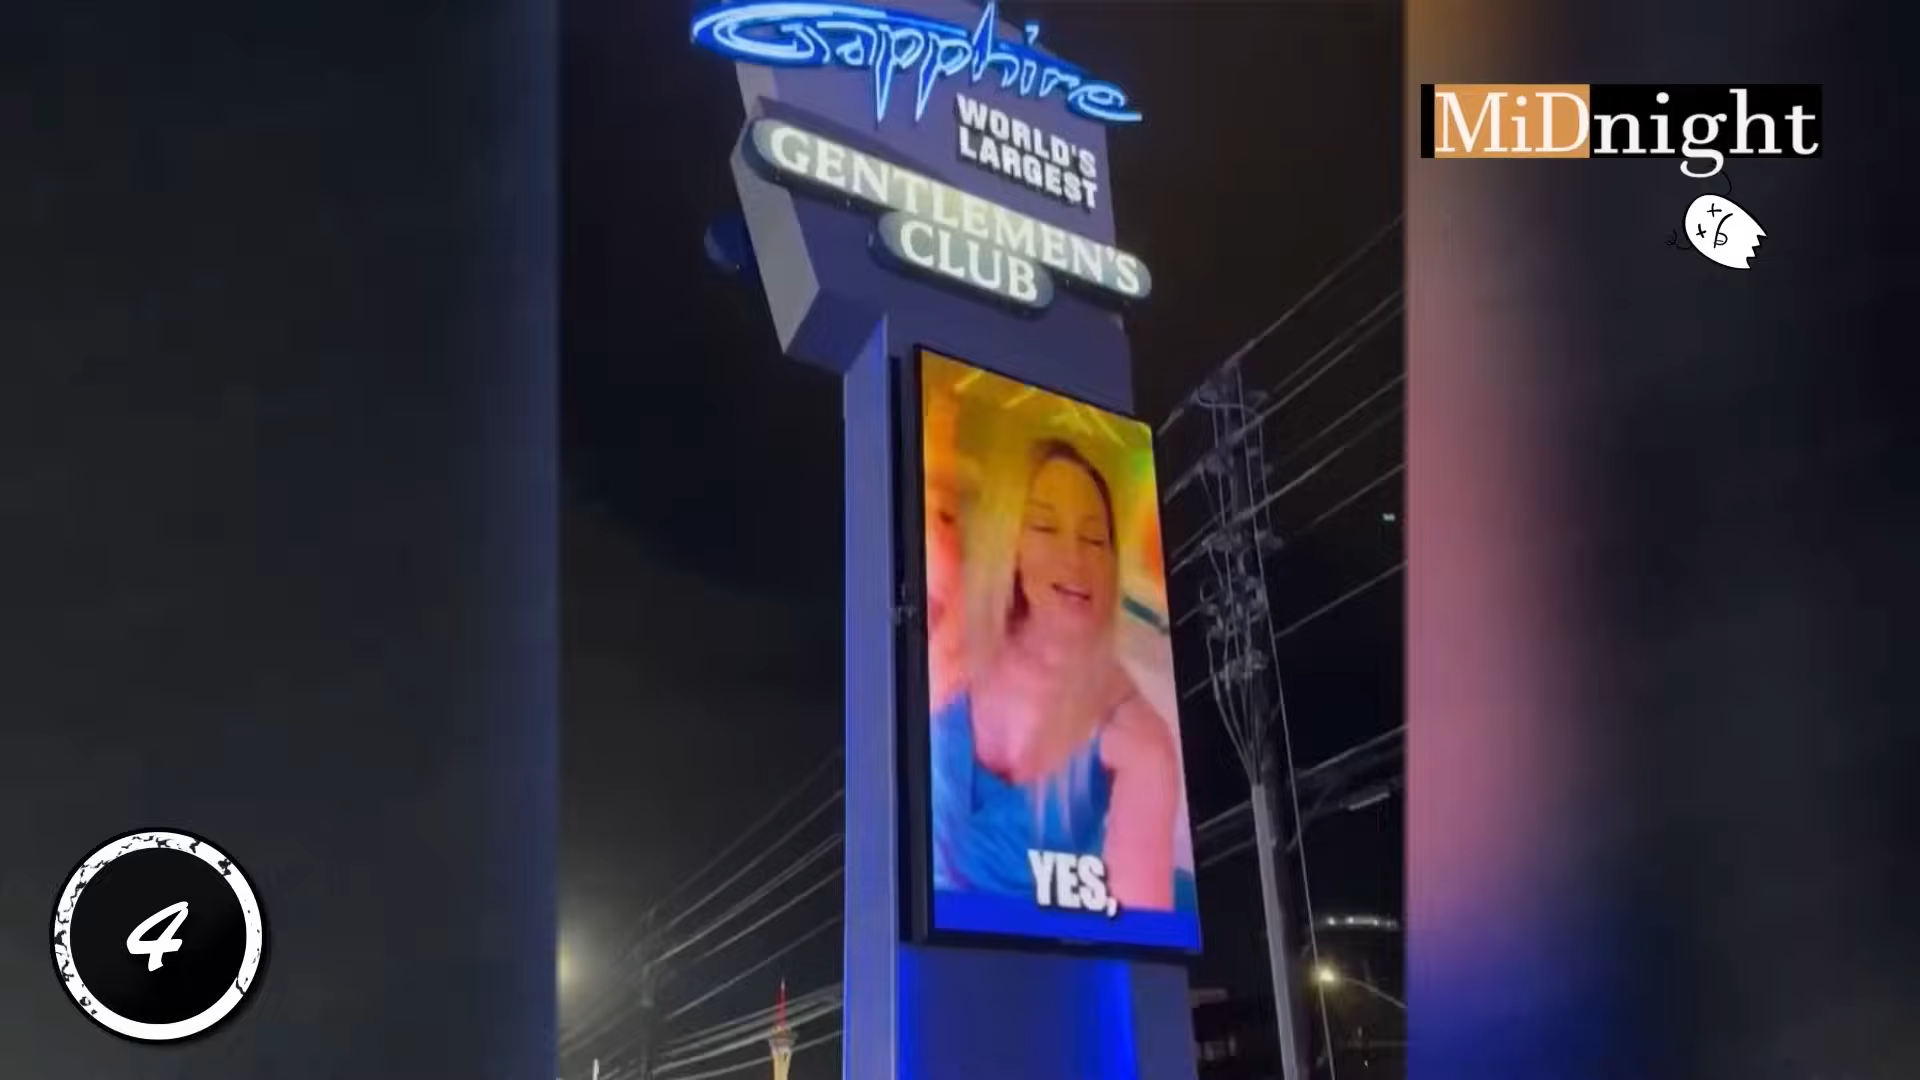 Sapphire
WORLD'S
LARGEST
GENTLEMEN'S
CLUB
MiDnight
YES,
4